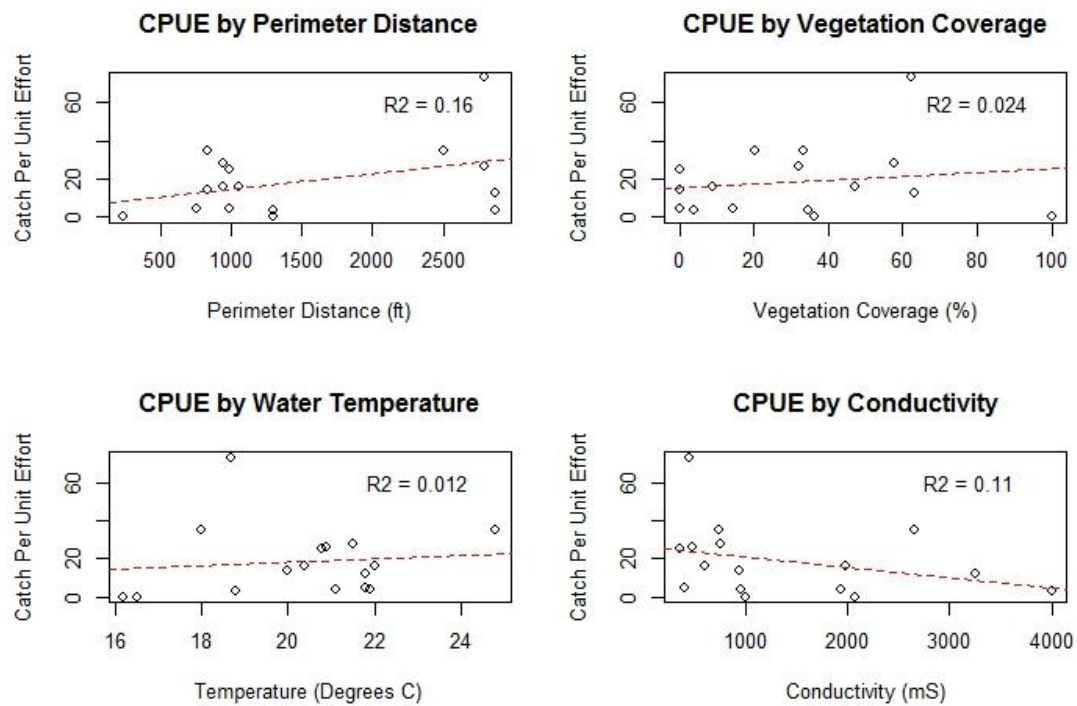 CPUE by Perimeter Distance
Catch Per Unit Effort
60
20
0
R2 = 0.16
500 1000 1500 2000 2500
Perimeter Distance (ft)
CPUE by Vegetation Coverage
Catch Per Unit Effort
60
20
0
R2 = 0.024
0 20 40 60 80 100
Vegetation Coverage (%)
CPUE by Water Temperature
Catch Per Unit Effort
60
20
0
R2 = 0.012
16 18 20 22 24
Temperature (Degrees C)
CPUE by Conductivity
Catch Per Unit Effort
60
20
0
R2 = 0.11
1000 2000 3000 4000
Conductivity (mS)